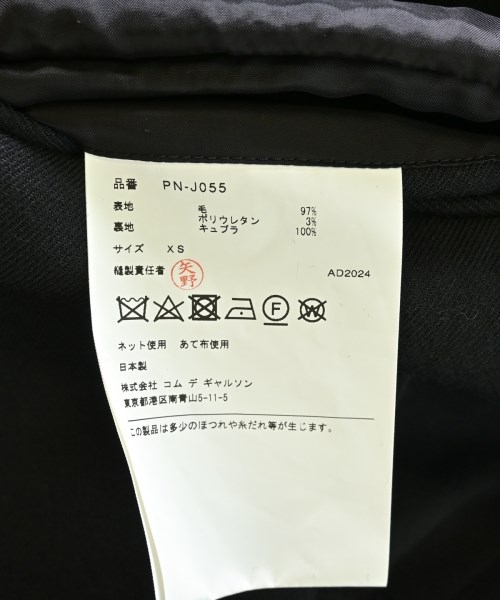 品番 PN-J055
表地 毛 97%
ポリウレタン 3%
裏地 キュプラ 100%
サイズ XS
縫製責任者 矢野 AD2024
P W
ネット使用 あて布使用
日本製
株式会社 コム デ ギャルソン
東京都港区南青山5-11-5
この製品は多少のほつれや糸だれ等が生じます。